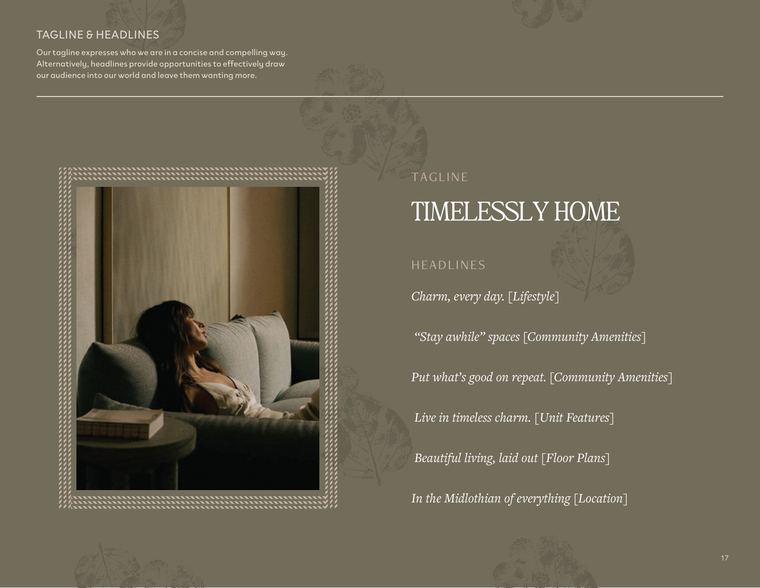 TAGLINE & HEADLINES
Our tagline expresses who we are in a concise and compelling way.
Alternatively, headlines provide opportunities to effectively draw
our audience into our world and leave them wanting more.
TAGLINE
TIMELESSLY HOME
HEADLINES
Charm, every day. [Lifestyle]
“Stay awhile” spaces [Community Amenities]
Put what’s good on repeat. [Community Amenities]
Live in timeless charm. [Unit Features]
Beautiful living, laid out [Floor Plans]
In the Midlothian of everything [Location]
17